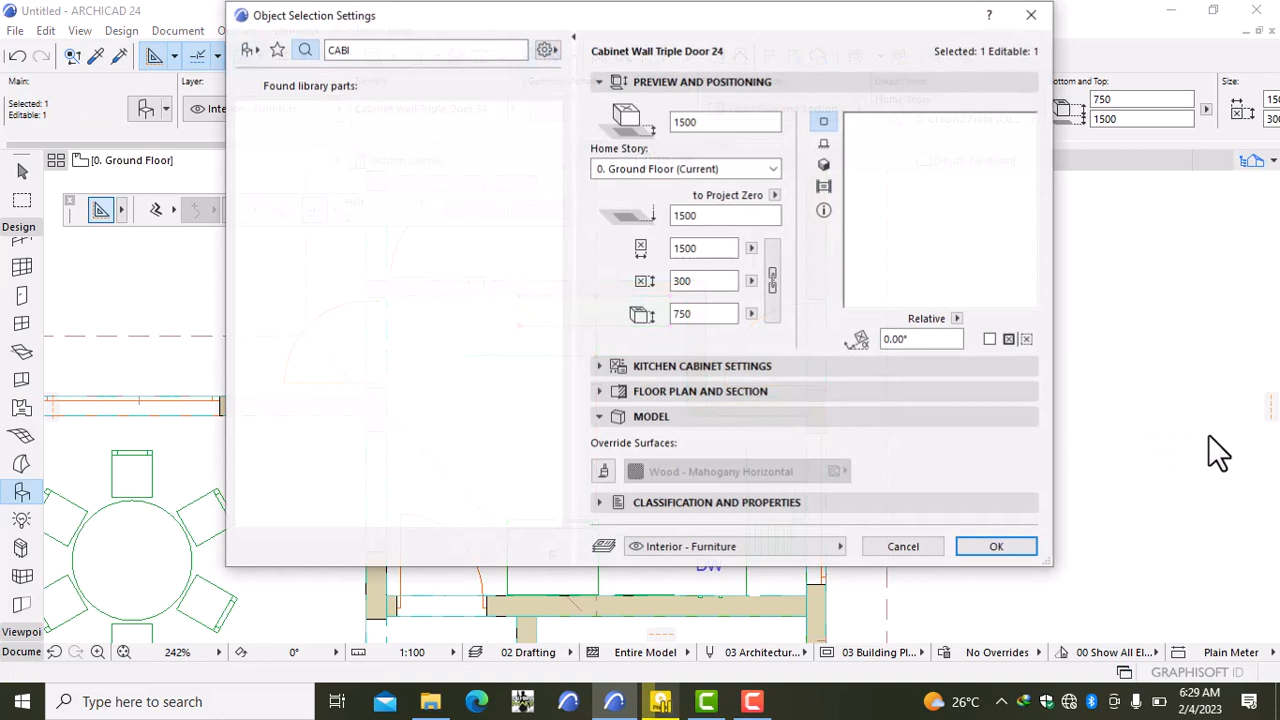 Untitled - ARCHICAD 24
Object Selection Settings
File Edit View Design Document
CABI
Cabinet Wall Triple Door 24
Selected: 1 Editable: 1
Found library parts:
PREVIEW AND POSITIONING
Main:
Layer:
Bottom and Top:
Size:
Selected: 1
Editable: 1
750
1500
1500
Home Story:
0. Ground Floor (Current)
[0. Ground Floor]
to Project Zero
1500
1500
300
750
Relative
0.00°
Design
KITCHEN CABINET SETTINGS
FLOOR PLAN AND SECTION
MODEL
Override Surfaces:
Wood - Mahogany Horizontal
CLASSIFICATION AND PROPERTIES
Interior - Furniture
Cancel
OK
DW
Viewpoi
Docume
242%
0°
1:100
02 Drafting
Entire Model
03 Architectur...
03 Building Pl...
No Overrides
00 Show All El...
Plain Meter
GRAPHISOFT ID
Type here to search
26°C
6:29 AM
2/4/2023